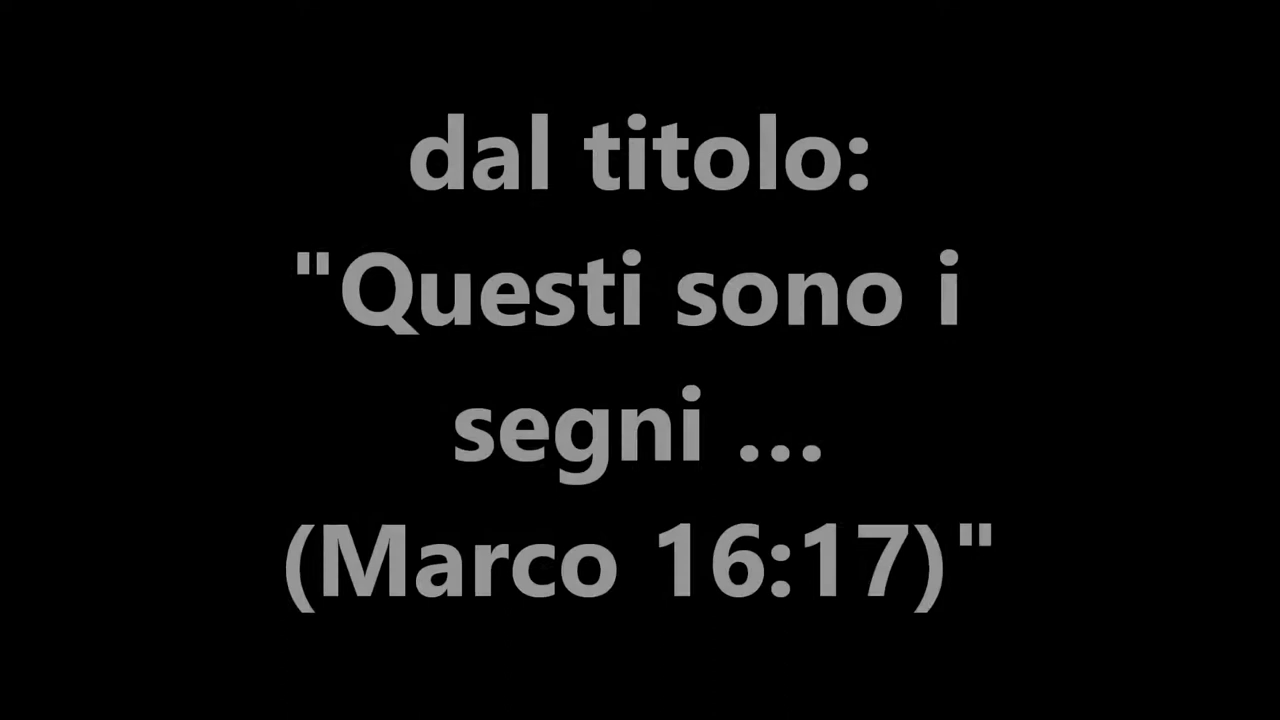 dal titolo:
"Questi sono i
segni ...
(Marco 16:17)"